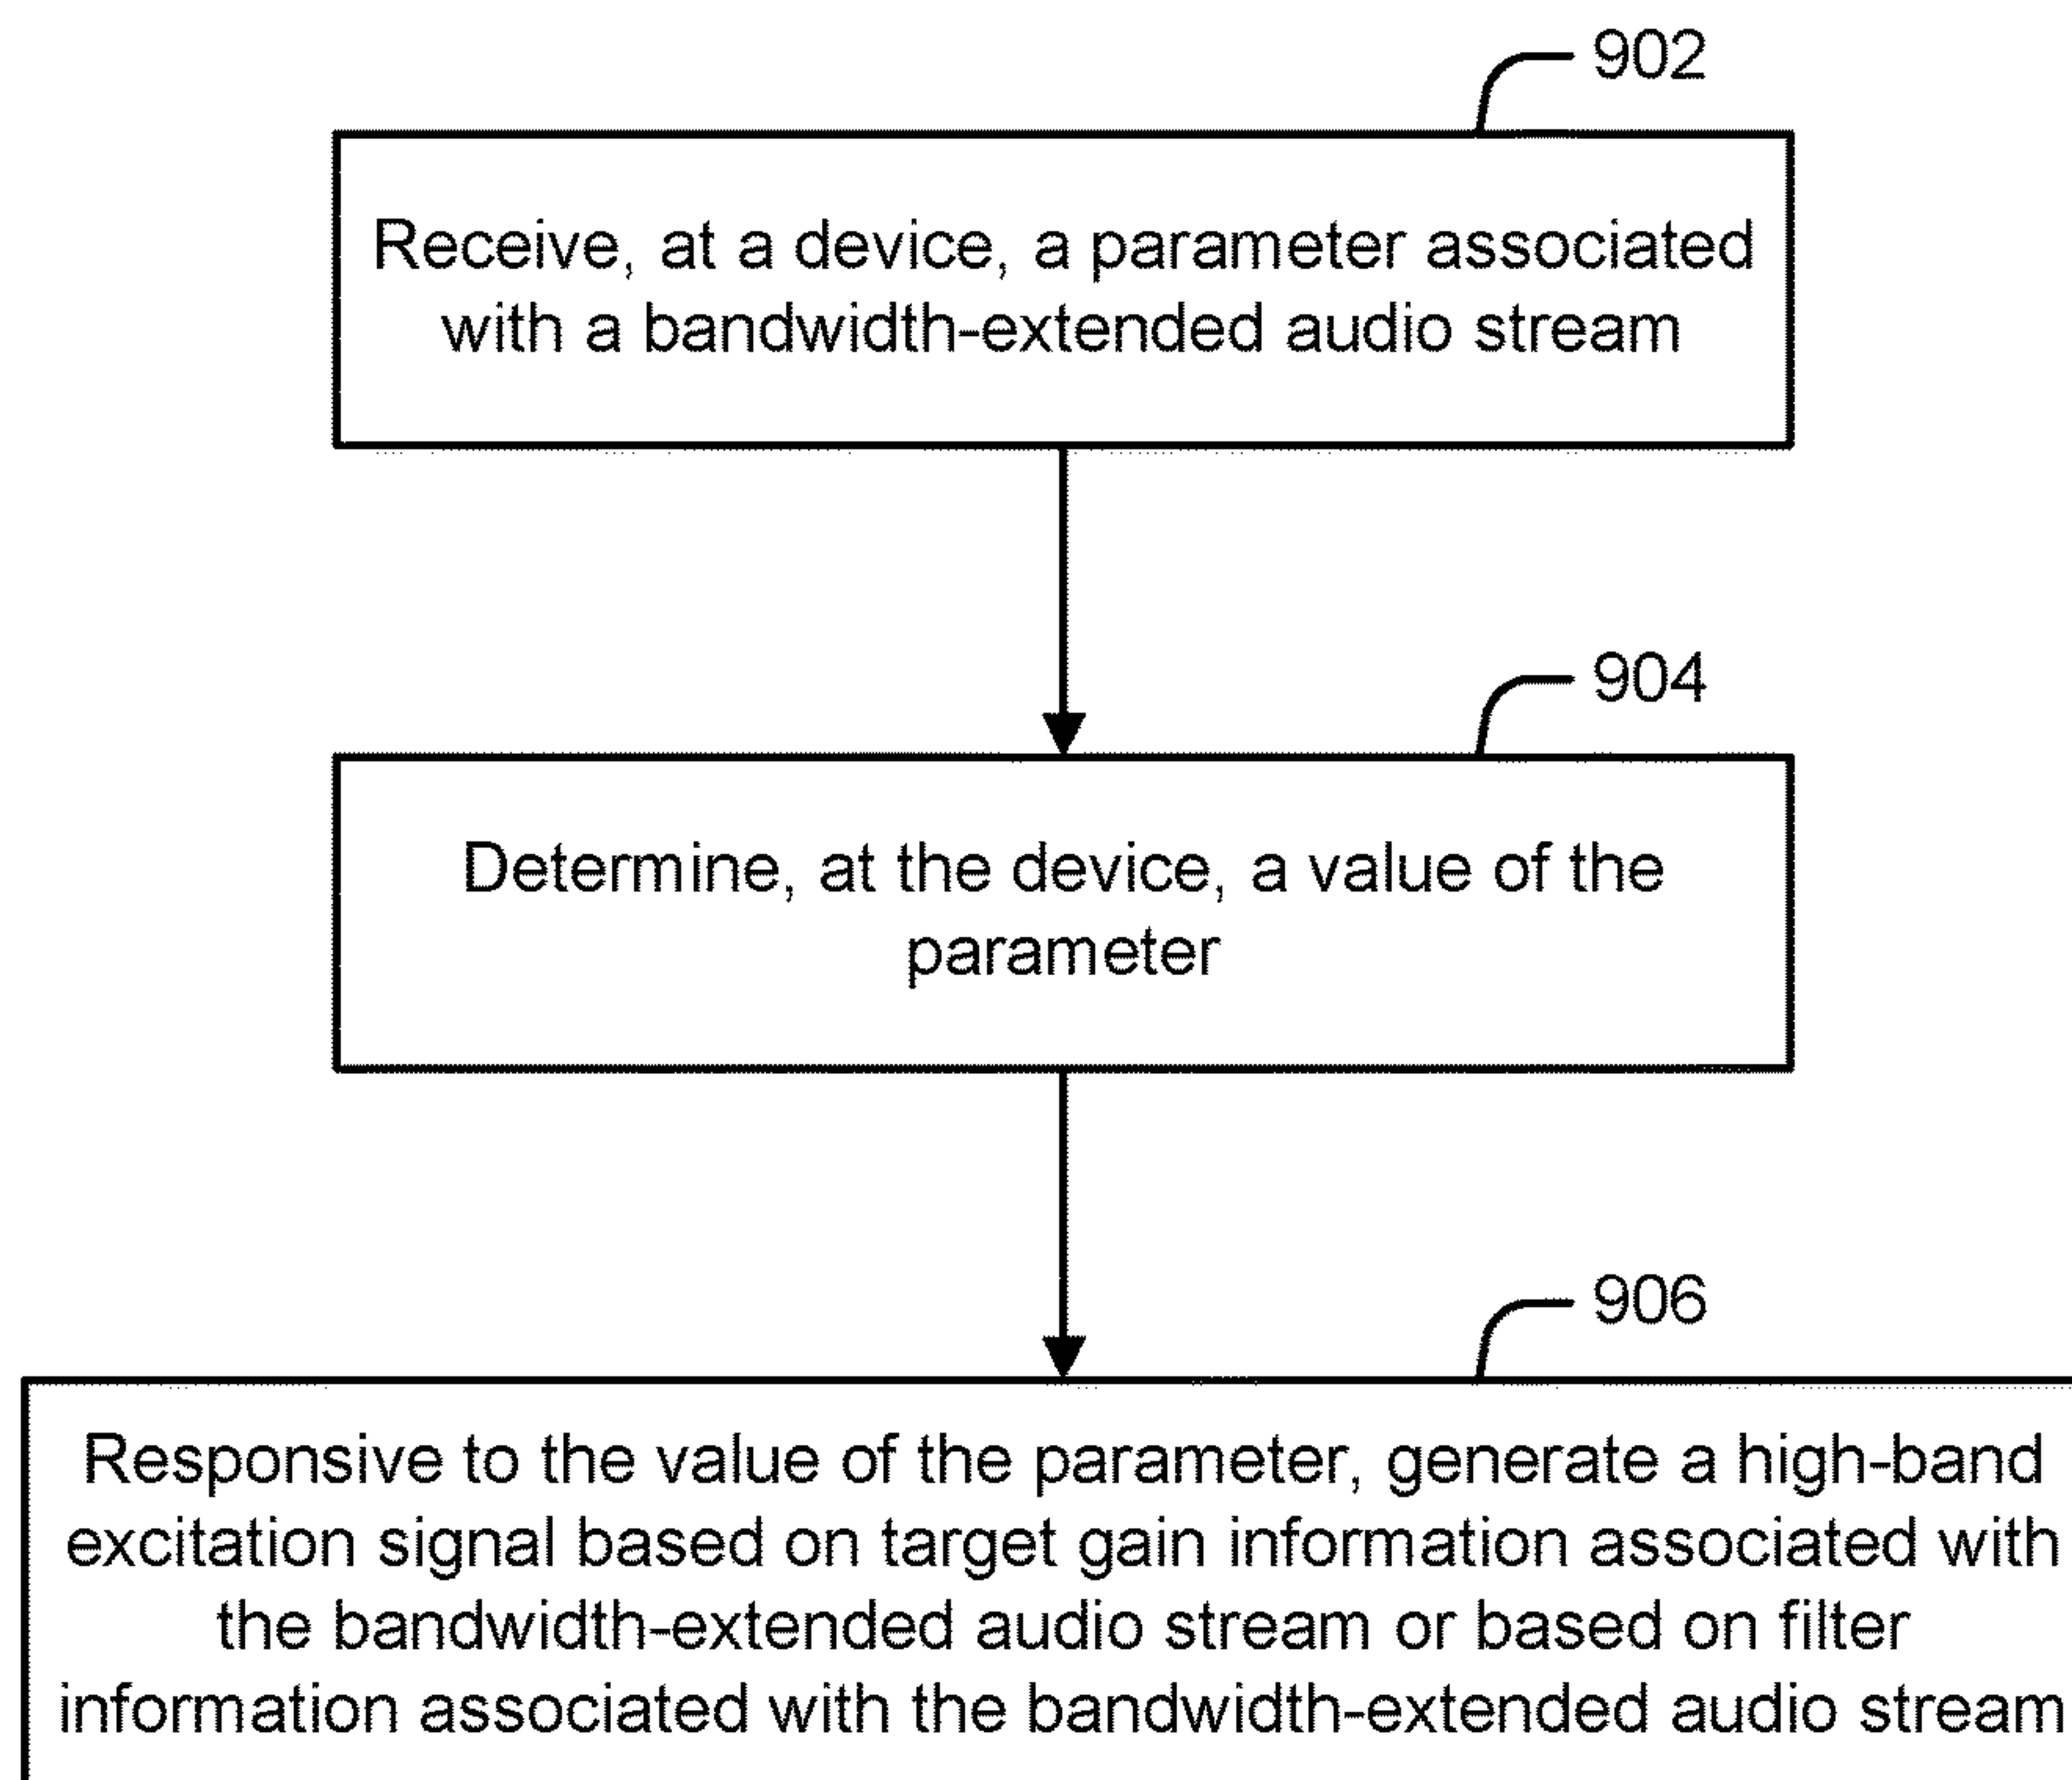 902
Receive, at a device, a parameter associated
with a bandwidth-extended audio stream
904
Determine, at the device, a value of the
parameter
906
Responsive to the value of the parameter, generate a high-band
excitation signal based on target gain information associated with
the bandwidth-extended audio stream or based on filter
information associated with the bandwidth-extended audio stream